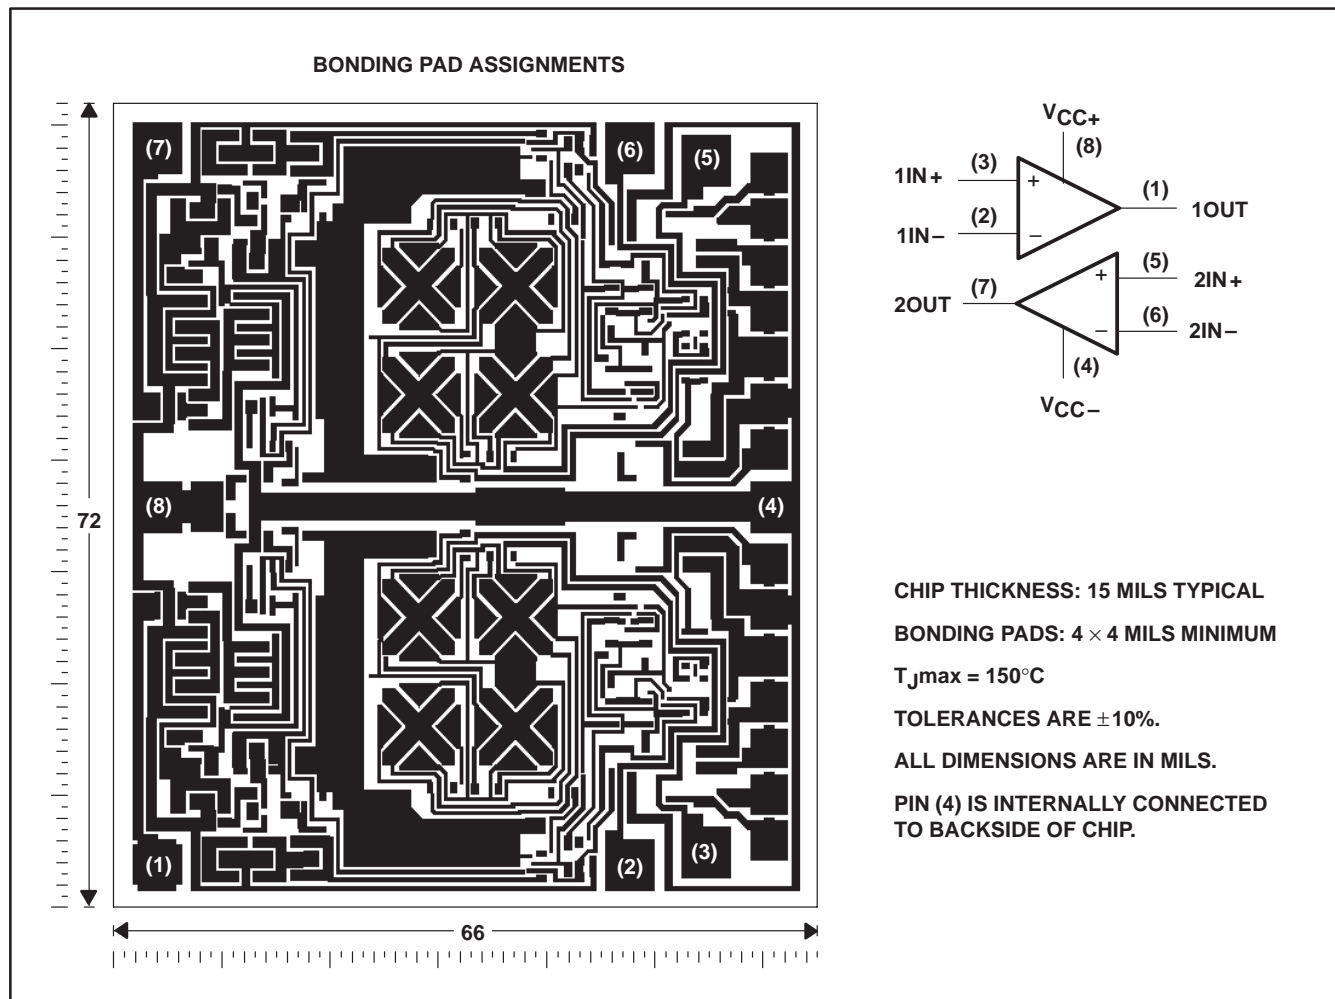 BONDING PAD ASSIGNMENTS
(7)
(6)
(5)
(8)
(4)
(1)
(2)
(3)
72
66
VCC+
(8)
1IN+
(3)
+
(1)
1OUT
1IN−
(2)
−
+
(5)
2IN+
2OUT
(7)
−
(6)
2IN−
(4)
VCC−
CHIP THICKNESS: 15 MILS TYPICAL
BONDING PADS: 4 × 4 MILS MINIMUM
TJmax = 150°C
TOLERANCES ARE ±10%.
ALL DIMENSIONS ARE IN MILS.
PIN (4) IS INTERNALLY CONNECTED
TO BACKSIDE OF CHIP.